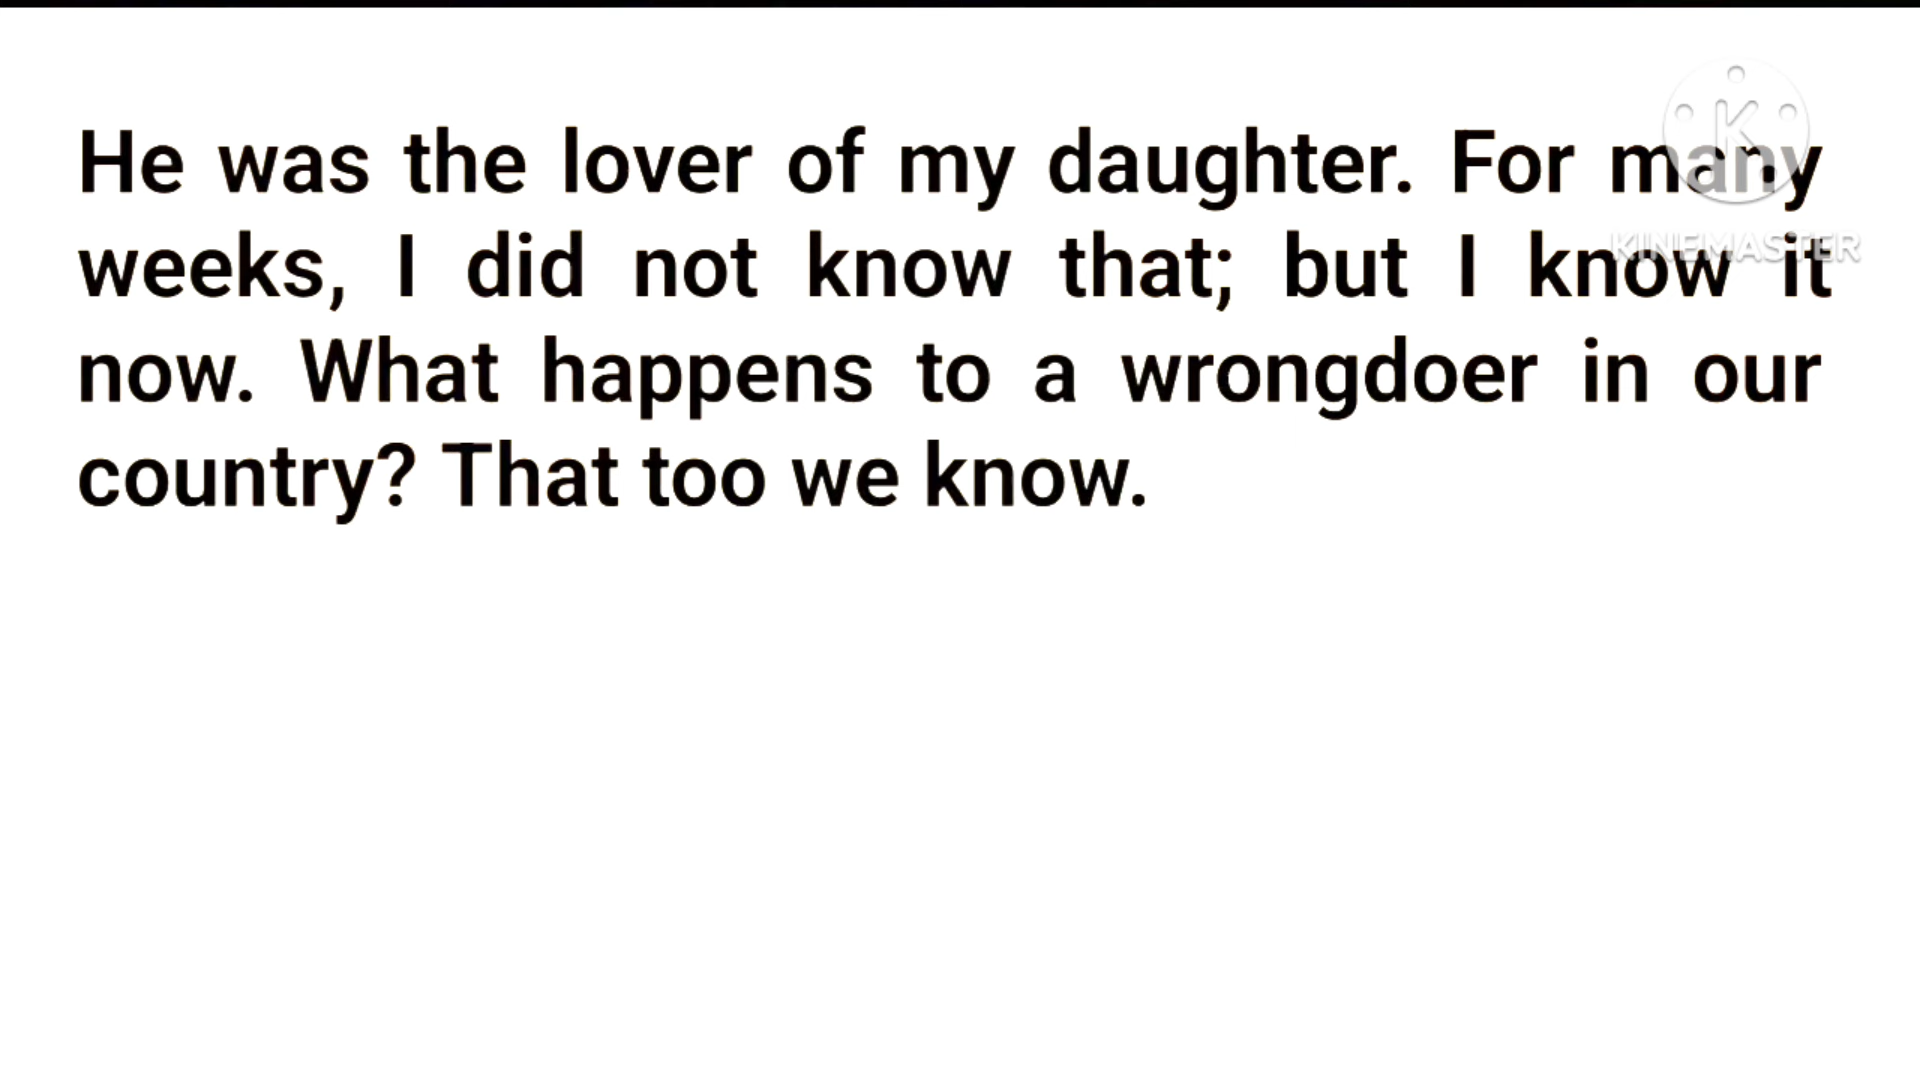 He was the lover of my daughter. For many
weeks, I did not know that; but I know it
now. What happens to a wrongdoer in our
country? That too we know.
K
KINEMASTER